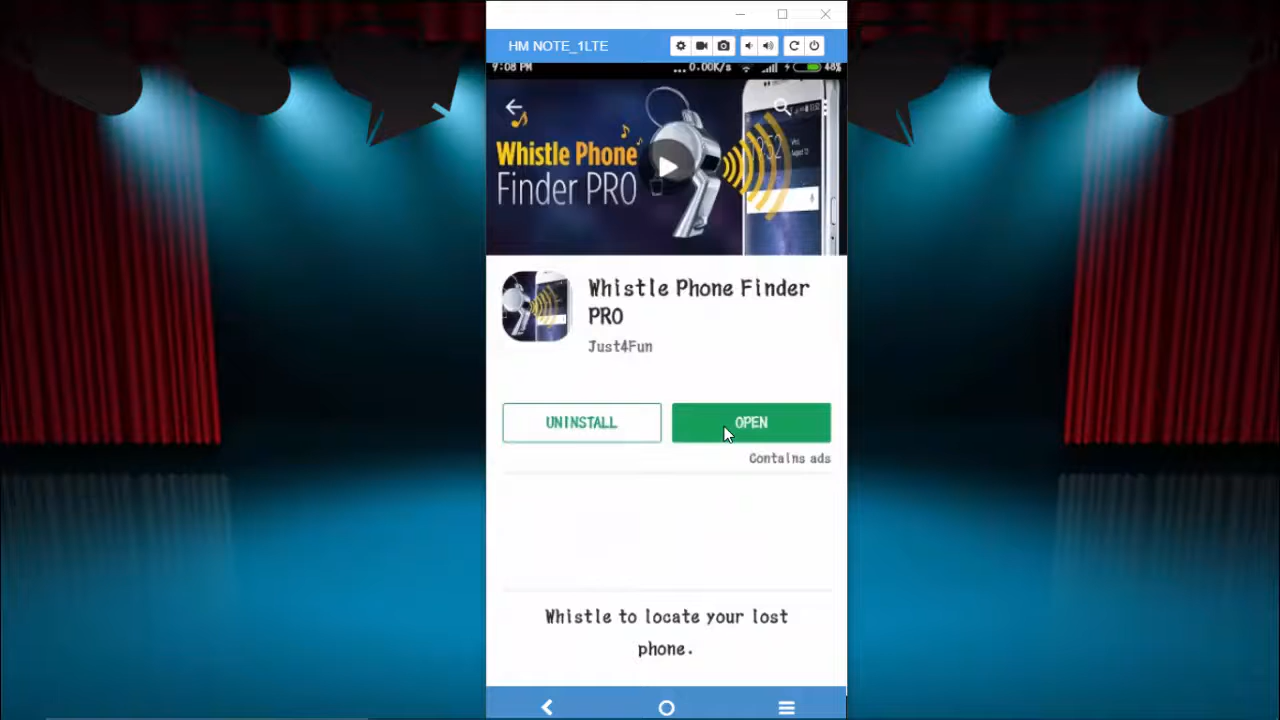 HM NOTE_1LTE
9:08 PM ... 0.00K/s 48%
Whistle Phone
Finder PRO
Whistle Phone Finder
PRO
Just4Fun
UNINSTALL OPEN
Contains ads
Whistle to locate your lost
phone.